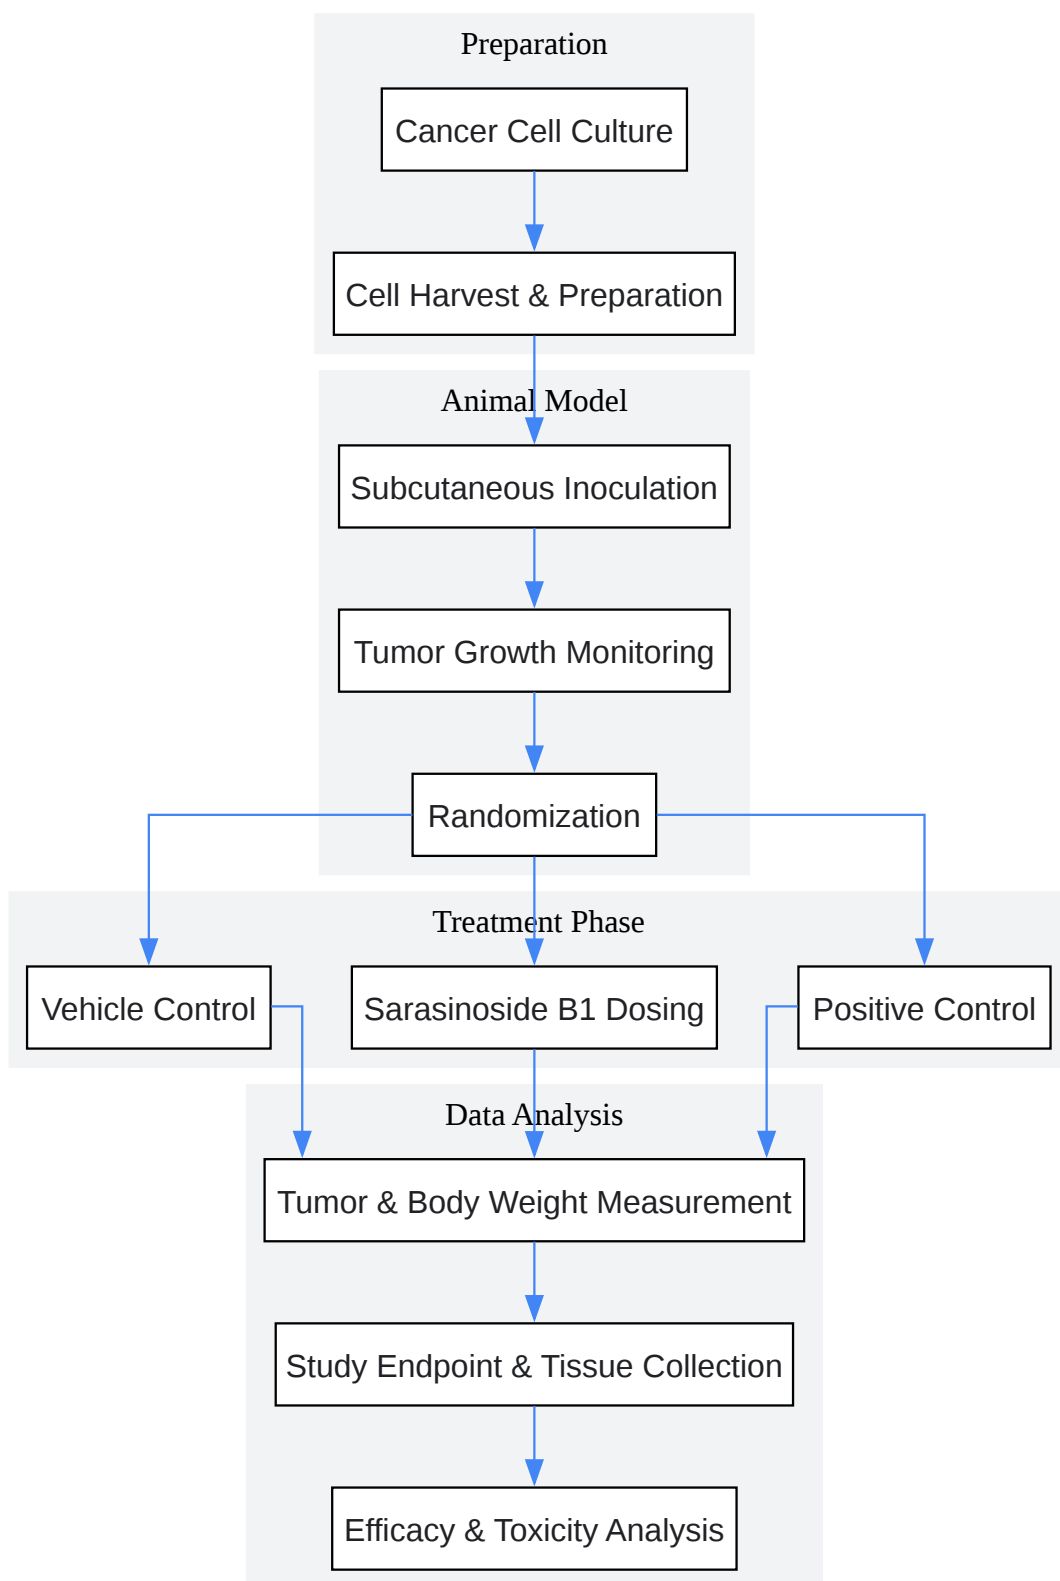 Preparation
Cancer Cell Culture
Cell Harvest & Preparation
Animal Model
Subcutaneous Inoculation
Tumor Growth Monitoring
Randomization
Treatment Phase
Vehicle Control
Sarasinoside B1 Dosing
Positive Control
Data Analysis
Tumor & Body Weight Measurement
Study Endpoint & Tissue Collection
Efficacy & Toxicity Analysis